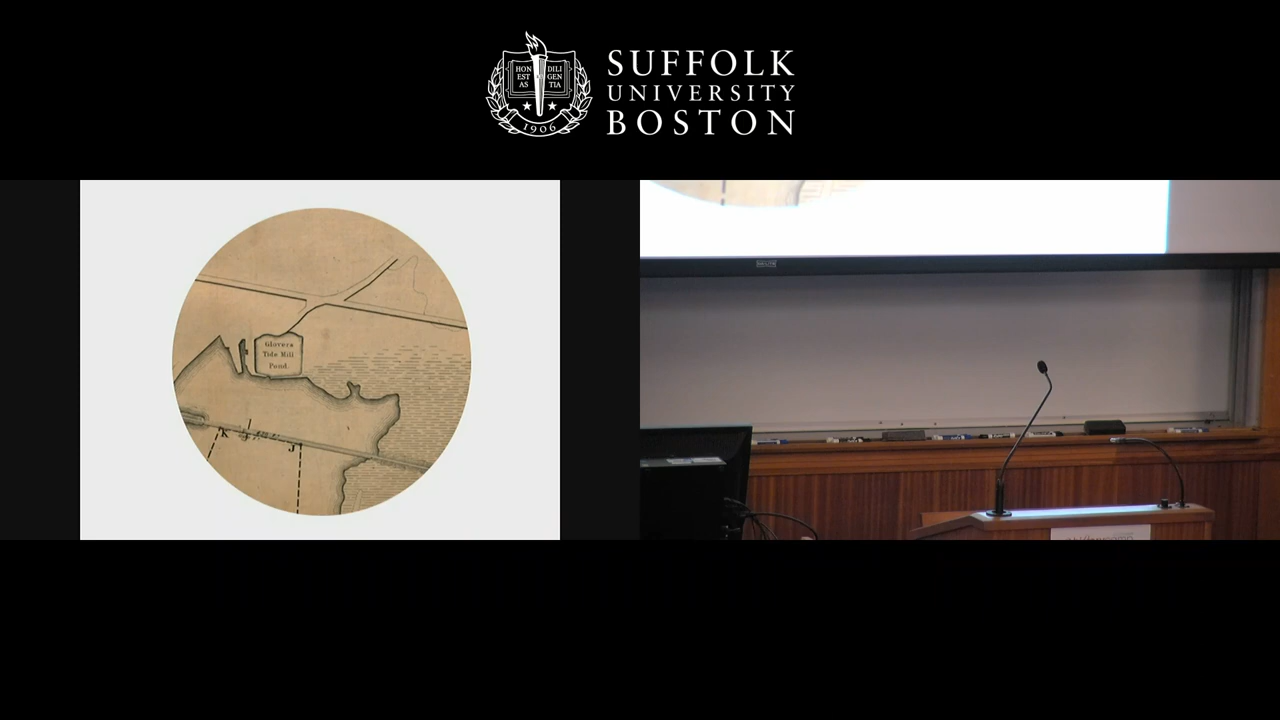 HON DILI
EST GEN
AS TIA
1906
SUFFOLK
UNIVERSITY
BOSTON
Glovers
Tide Mill
Pond.
K
J